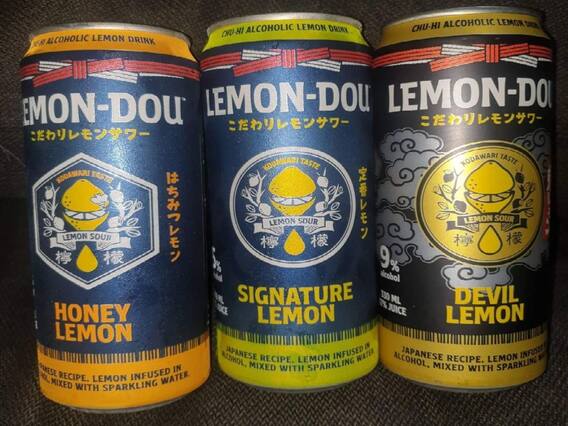 CHU-HI ALCOHOLIC LEMON DRINK
EMON-DOU
こだわりレモンサワー
KODAWARI TASTE
はちみつレモン
LEMON SOUR
檸檬
HONEY
LEMON
JAPANESE RECIPE. LEMON INFUSED IN
MIXED WITH SPARKLING WATER
CHU-HI ALCOHOLIC LEMON DRINK
LEMON-DOU
こだわりレモンサワー
KODAWARI TASTE
定番レモン
LEMON SOUR
檸檬
5%
SIGNATURE
LEMON
JAPANESE RECIPE. LEMON INFUSED IN
ALCOHOL, MIXED WITH SPARKLING WATER.
CHU-HI ALCOHOLIC LEMON DRINK
LEMON-DOU
こだわりレモンサワー
KODAWARI TASTE
LEMON SOUR
檸檬
9%
alcohol
330 ML
JUICE
DEVIL
LEMON
JAPANESE RECIPE. LEMON INFUSED IN
ALCOHOL, MIXED WITH SPARKLING WATER.